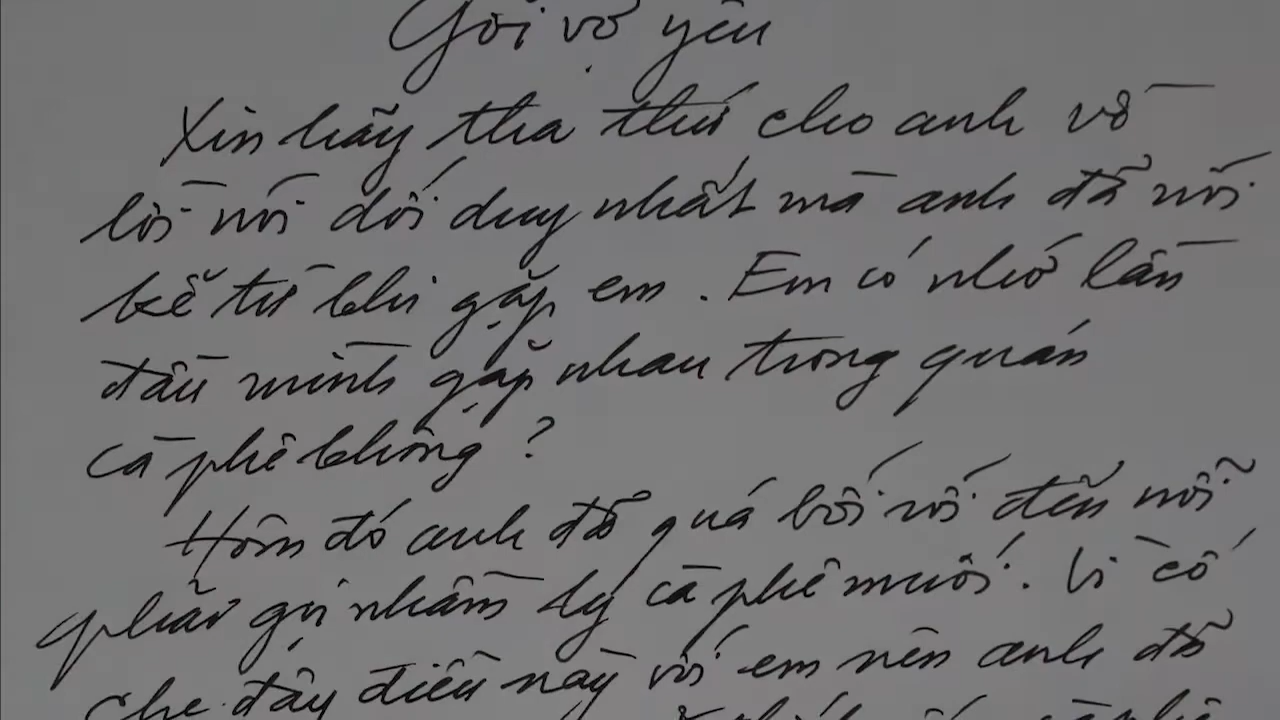 Gởi vợ yêu
Xin hãy tha thứ cho anh về
lời nói dối duy nhất mà anh đã nói
kể từ khi gặp em. Em có nhớ lần
đầu mình gặp nhau trong quán
cà phê không?
Hôm đó anh đã quá bối rối đến nỗi
phải gọi nhầm ly cà phê muối. Vì cố
che đậy điều này với em nên anh đã